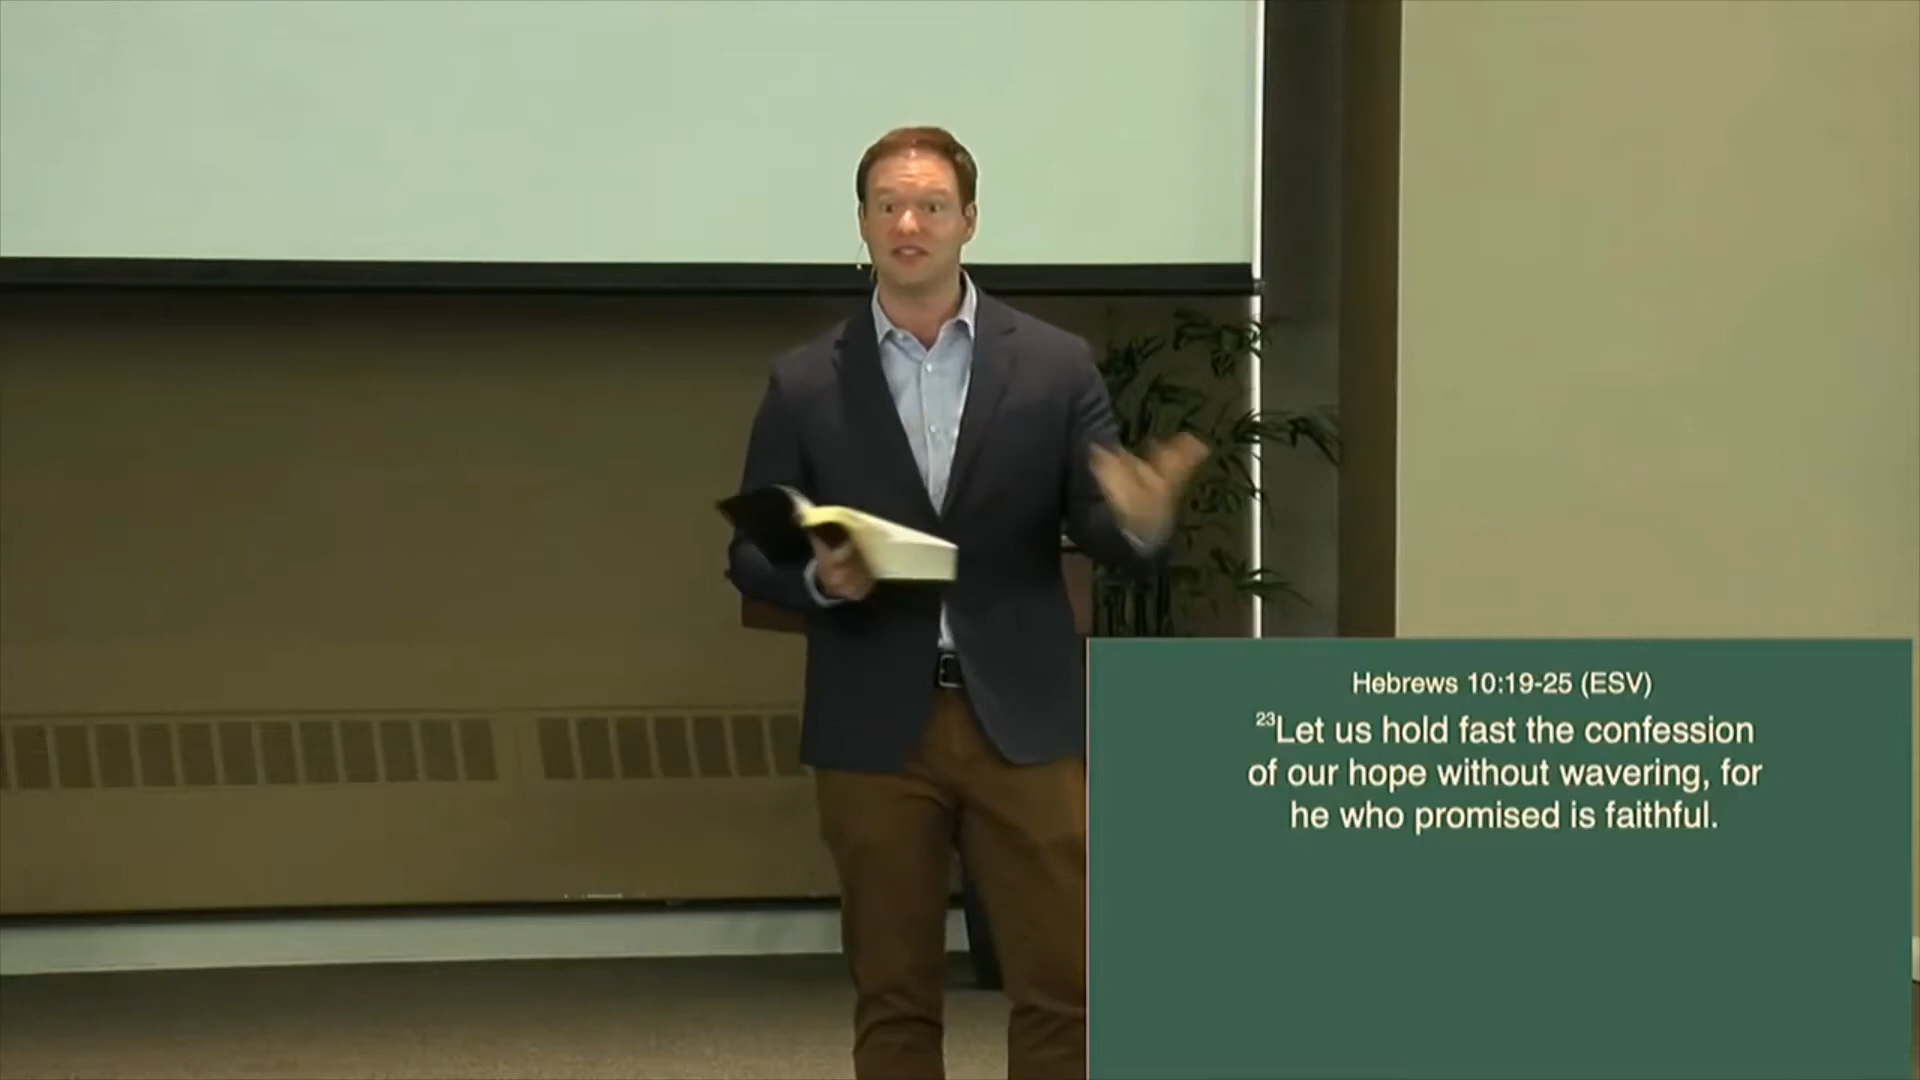 Hebrews 10:19-25 (ESV)
23Let us hold fast the confession
of our hope without wavering, for
he who promised is faithful.